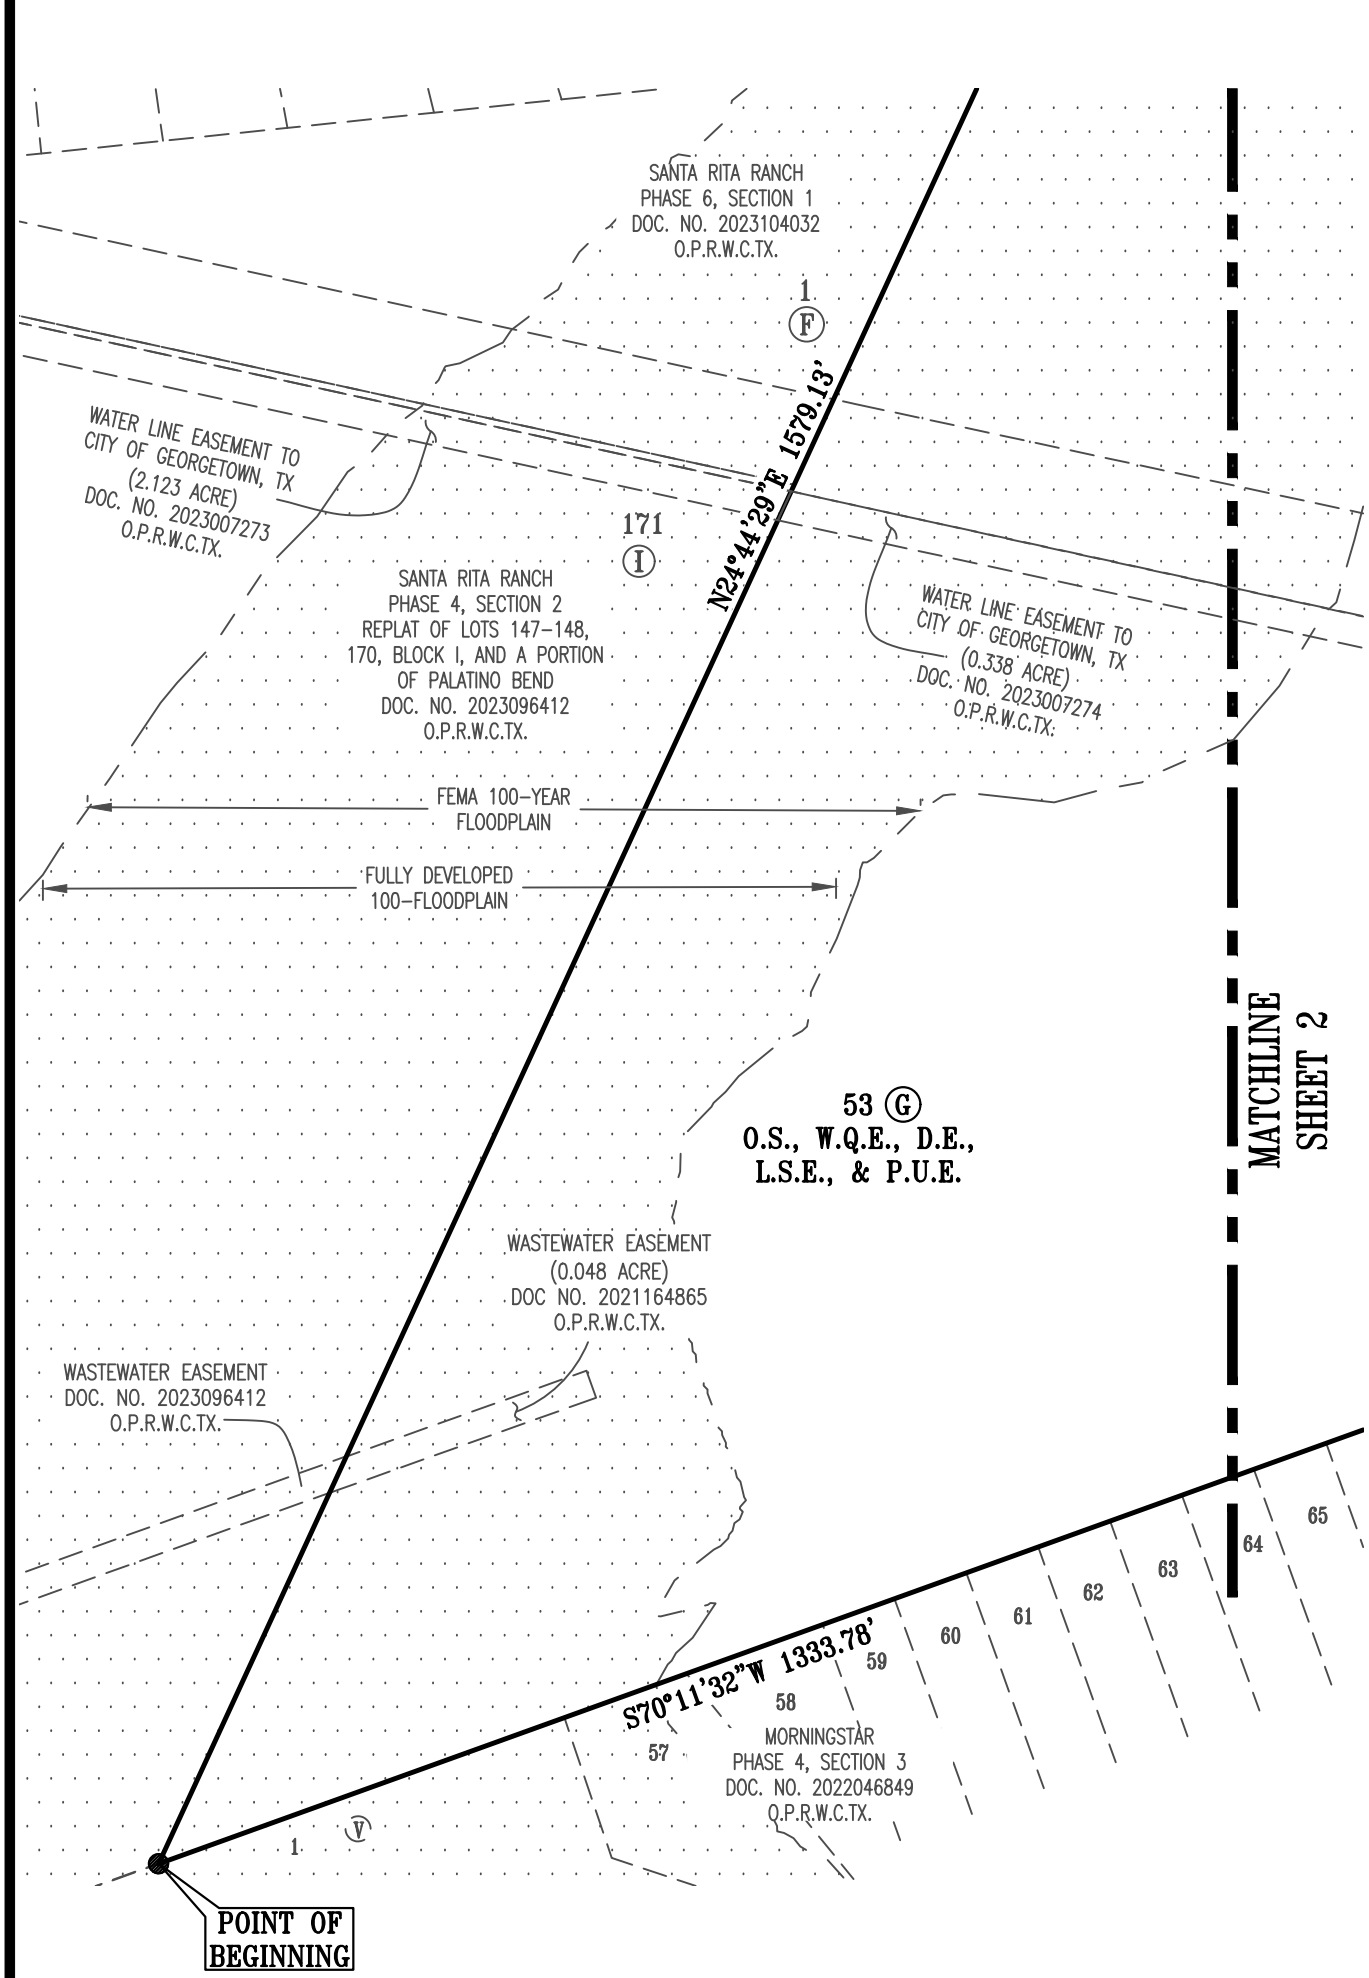 SANTA RITA RANCH
PHASE 6, SECTION 1
DOC. NO. 2023104032
O.P.R.W.C.TX.
1
F
N24°44'29"E 1579.13'
WATER LINE EASEMENT TO
CITY OF GEORGETOWN, TX
(2.123 ACRE)
DOC. NO. 2023007273
O.P.R.W.C.TX.
171
I
SANTA RITA RANCH
PHASE 4, SECTION 2
REPLAT OF LOTS 147-148,
170, BLOCK I, AND A PORTION
OF PALATINO BEND
DOC. NO. 2023096412
O.P.R.W.C.TX.
WATER LINE EASEMENT TO
CITY OF GEORGETOWN, TX
(0.338 ACRE)
DOC. NO. 2023007274
O.P.R.W.C.TX.
FEMA 100-YEAR
FLOODPLAIN
FULLY DEVELOPED
100-FLOODPLAIN
MATCHLINE
SHEET 2
53 G
O.S., W.Q.E., D.E.,
L.S.E., & P.U.E.
WASTEWATER EASEMENT
(0.048 ACRE)
DOC NO. 2021164865
O.P.R.W.C.TX.
WASTEWATER EASEMENT
DOC. NO. 2023096412
O.P.R.W.C.TX.
65
64
63
62
61
60
59
58
57
S70°11'32"W 1333.78'
MORNINGSTAR
PHASE 4, SECTION 3
DOC. NO. 2022046849
O.P.R.W.C.TX.
1
V
POINT OF
BEGINNING